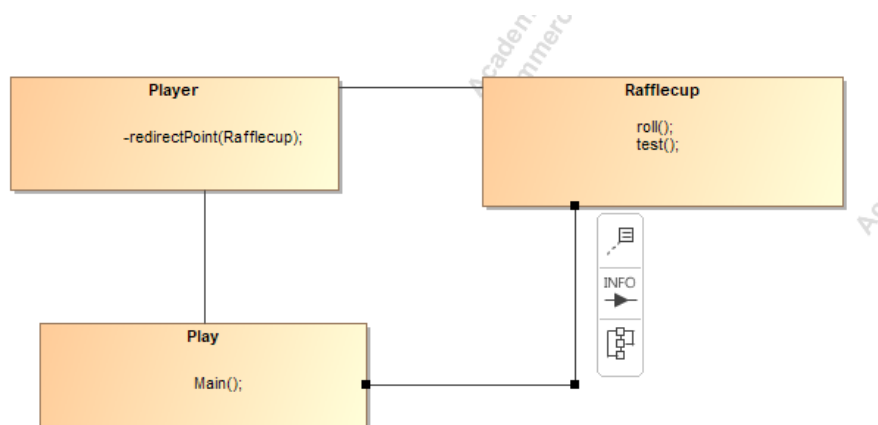 Player
-redirectPoint(Rafflecup);
Rafflecup
roll();
test();
INFO
Play
Main();